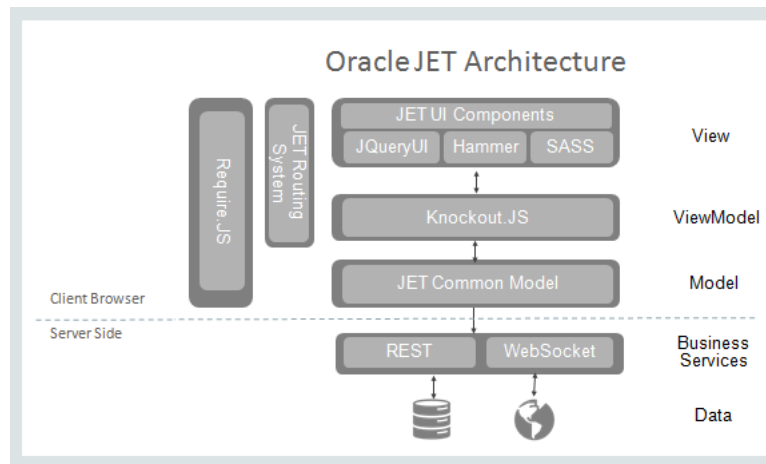 Oracle JET Architecture
Require.JS
JET Routing
System
JET UI Components
JQueryUI
Hammer
SASS
View
Knockout.JS
ViewModel
JET Common Model
Model
Client Browser
Server Side
REST
WebSocket
Business
Services
Data